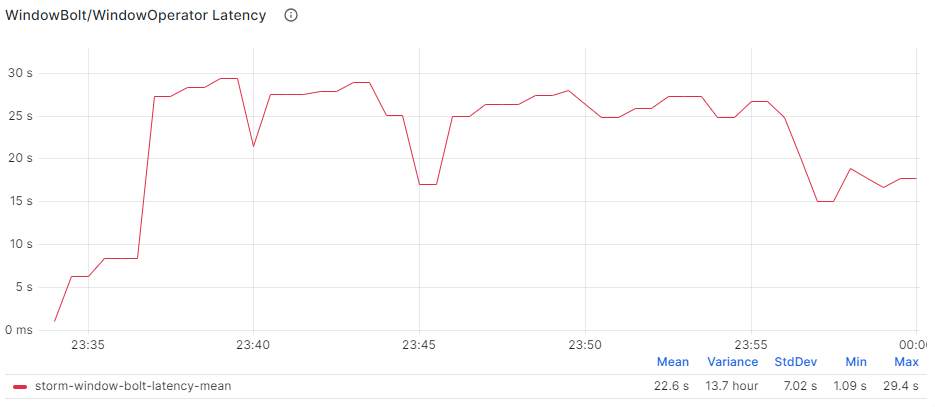 WindowBolt/WindowOperator Latency
30 s
25 s
20 s
15 s
10 s
5 s
0 ms
23:35 23:40 23:45 23:50 23:55 00:0
Mean Variance StdDev Min Max
storm-window-bolt-latency-mean 22.6 s 13.7 hour 7.02 s 1.09 s 29.4 s